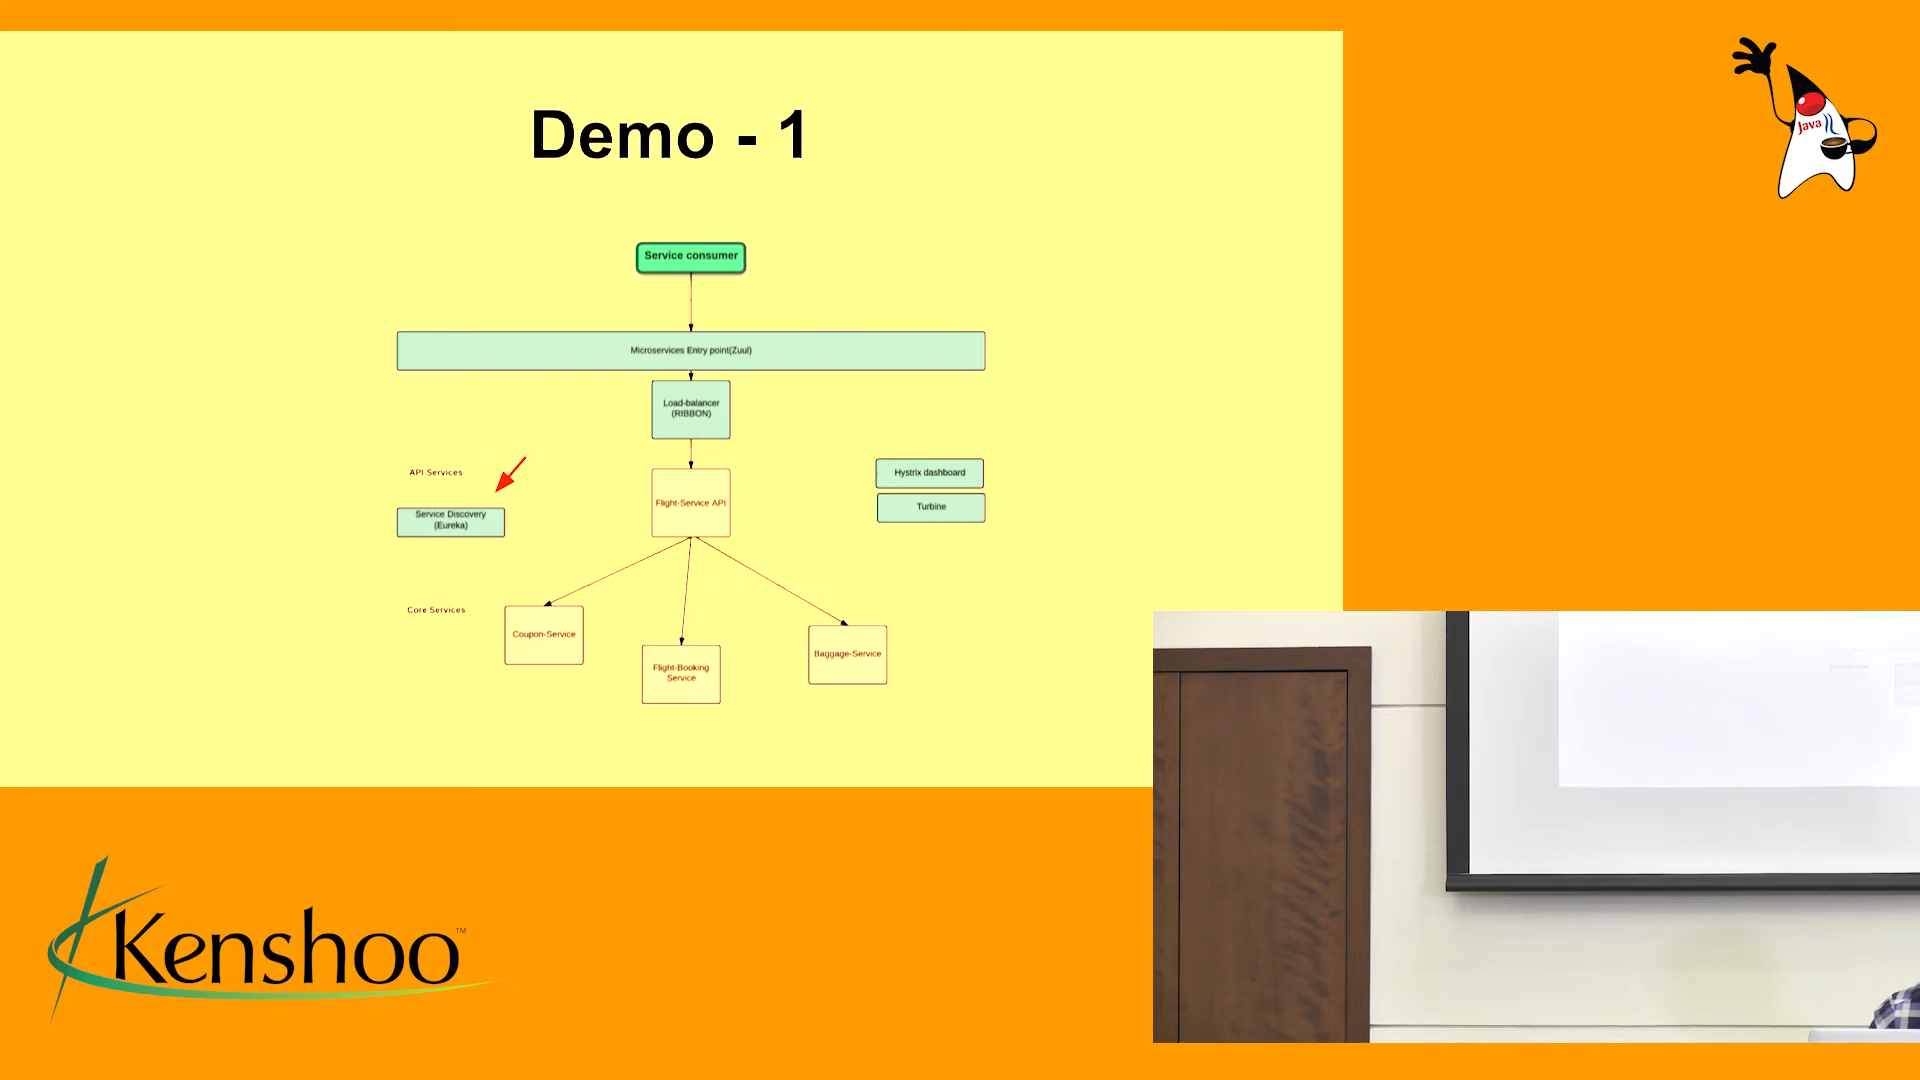 Demo - 1
Service consumer
Microservices Entry point(Zuul)
Load-balancer
(RIBBON)
API Services
Service Discovery
(Eureka)
Flight-Service API
Hystrix dashboard
Turbine
Core Services
Coupon-Service
Flight-Booking
Service
Baggage-Service
Java
Kenshoo™